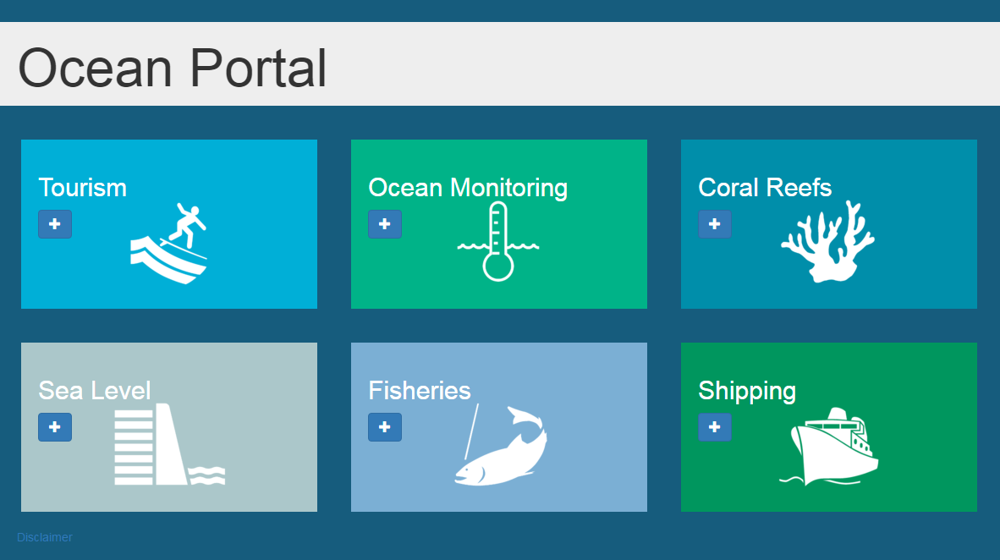 Ocean Portal
Tourism
Ocean Monitoring
Coral Reefs
Sea Level
Fisheries
Shipping
Disclaimer